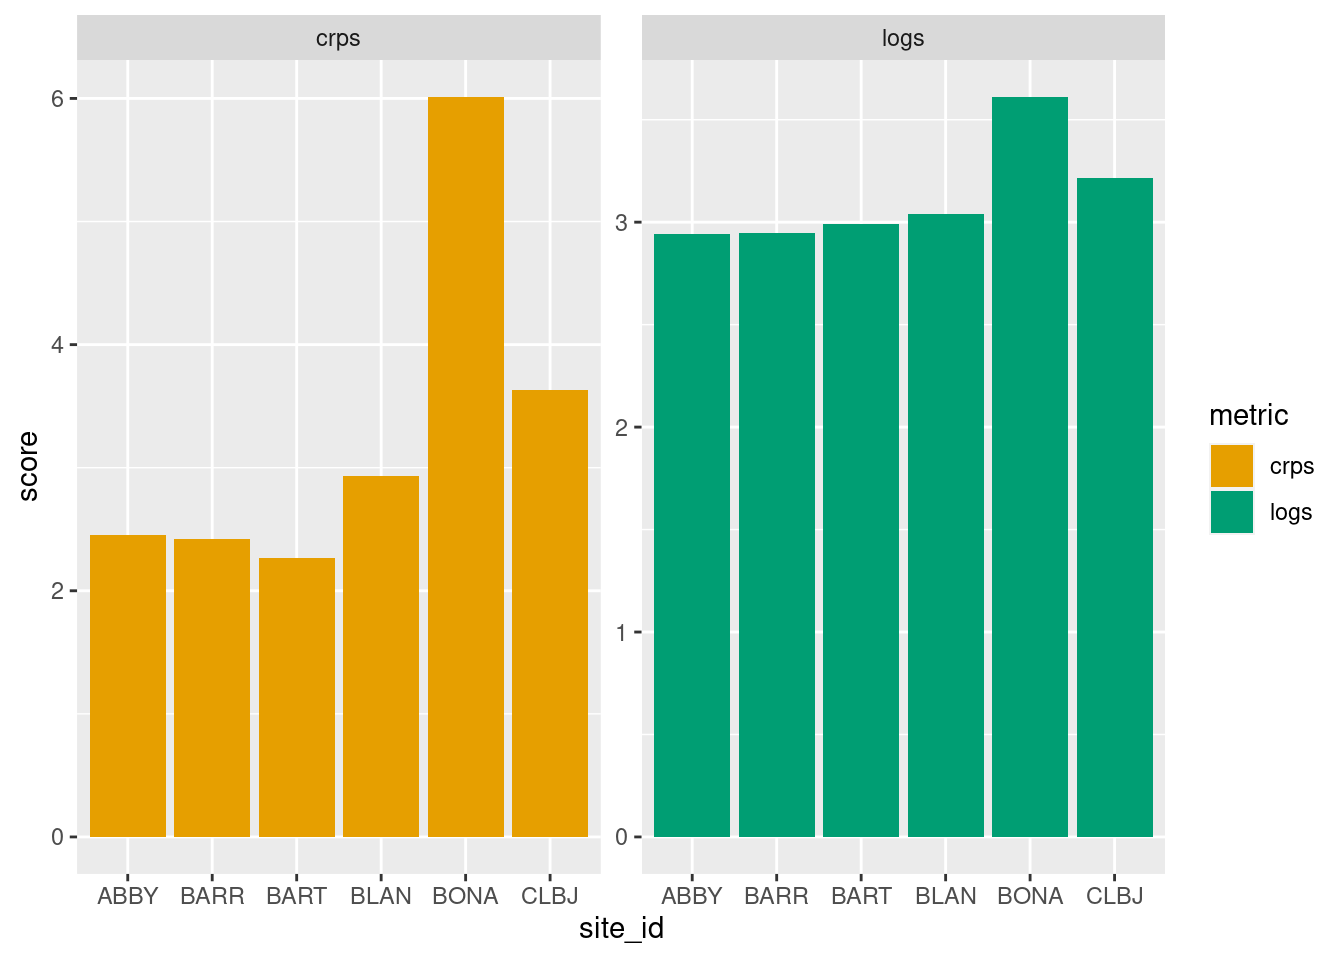 crps
logs
score
6
4
2
0
3
2
1
0
ABBY BARR BART BLAN BONA CLBJ
ABBY BARR BART BLAN BONA CLBJ
site_id
metric
crps
logs